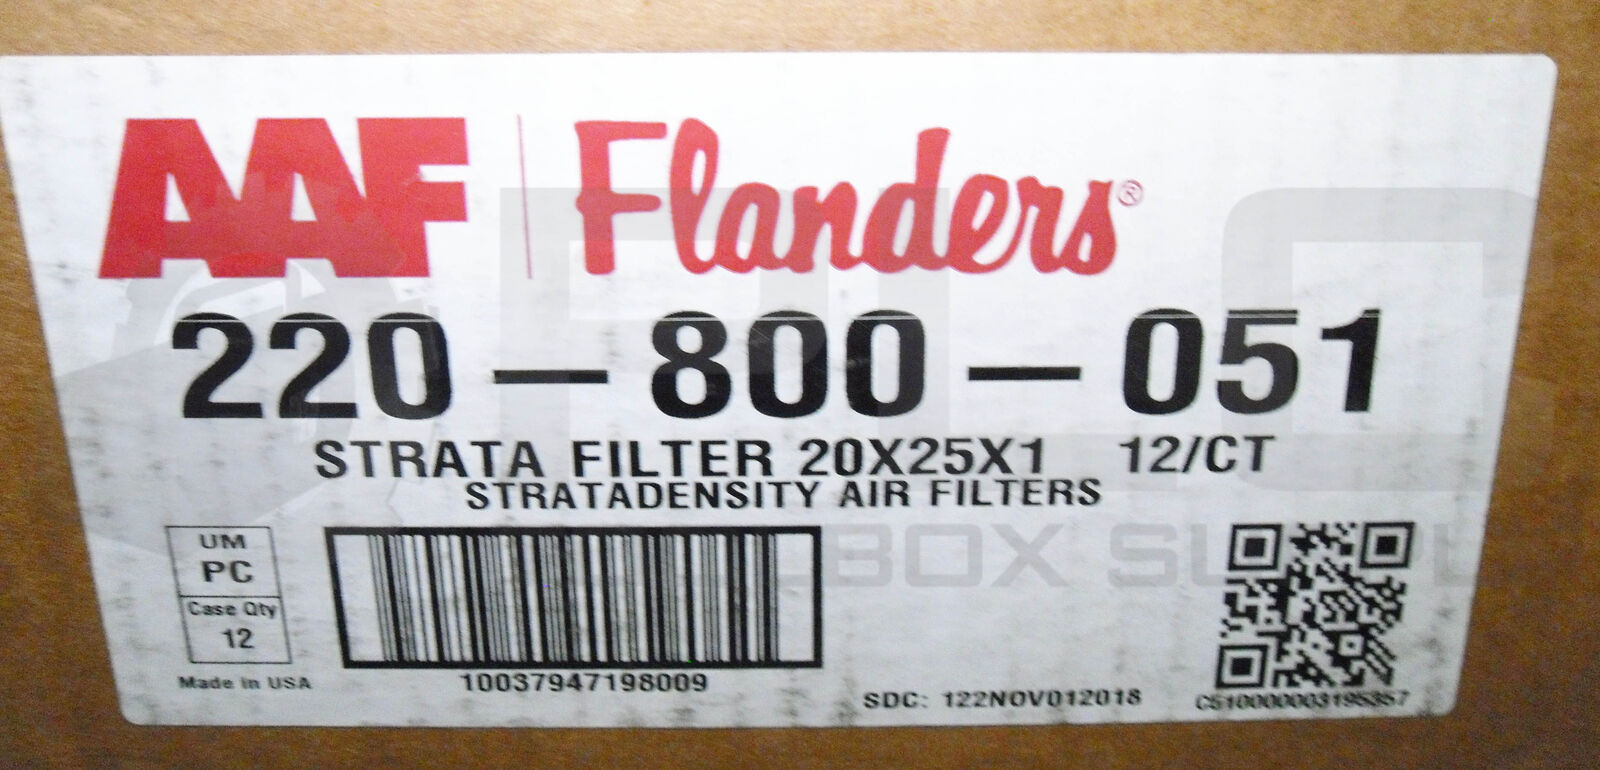 AAF | Flanders®
220-800-051
STRATA FILTER 20X25X1 12/CT
STRATADENSITY AIR FILTERS
UM
PC
Case Qty
12
Made in USA
10037947198009
SDC: 122NOV012018
C5100000003195357